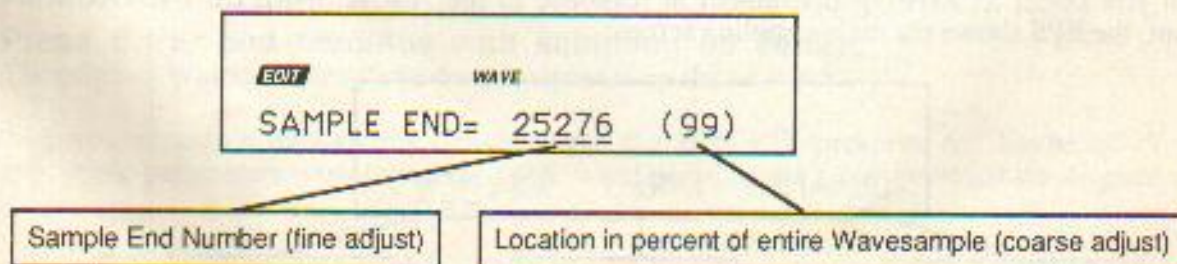 EDIT WAVE
SAMPLE END= 25276 (99)
Sample End Number (fine adjust)
Location in percent of entire Wavesample (coarse adjust)